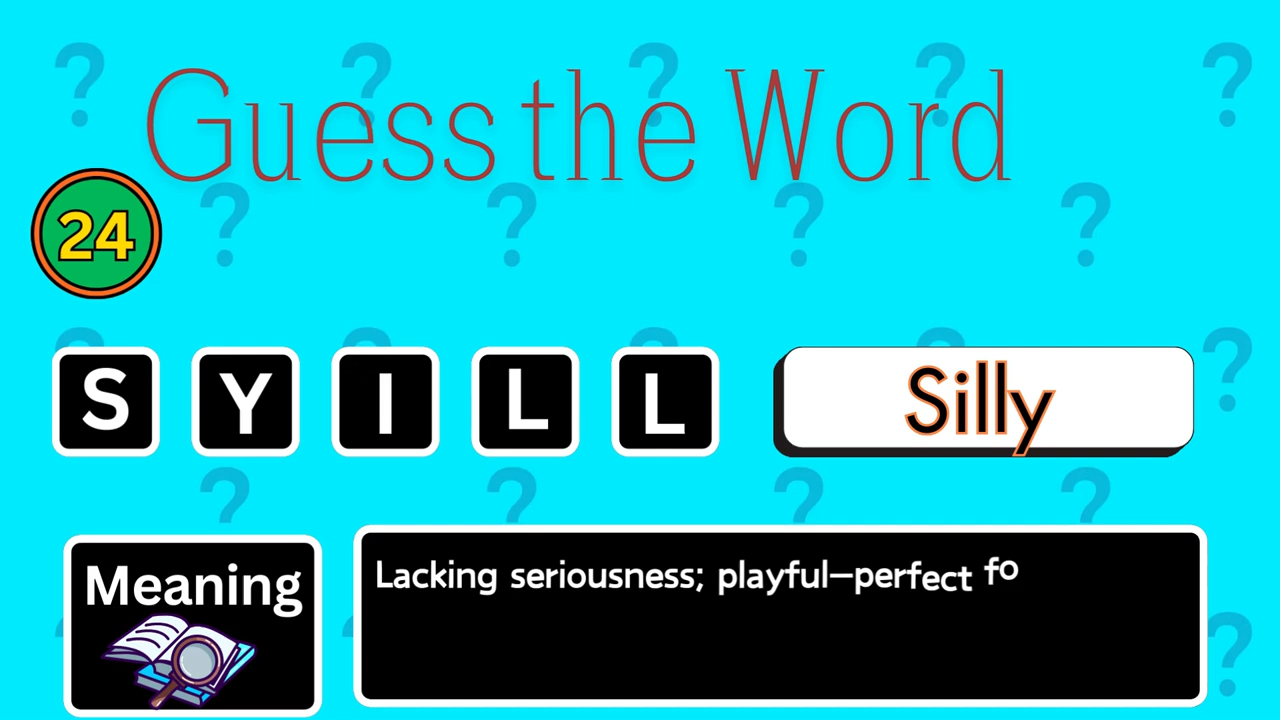 Guess the Word
24
S Y I L L
Silly
Meaning
Lacking seriousness; playful—perfect fo